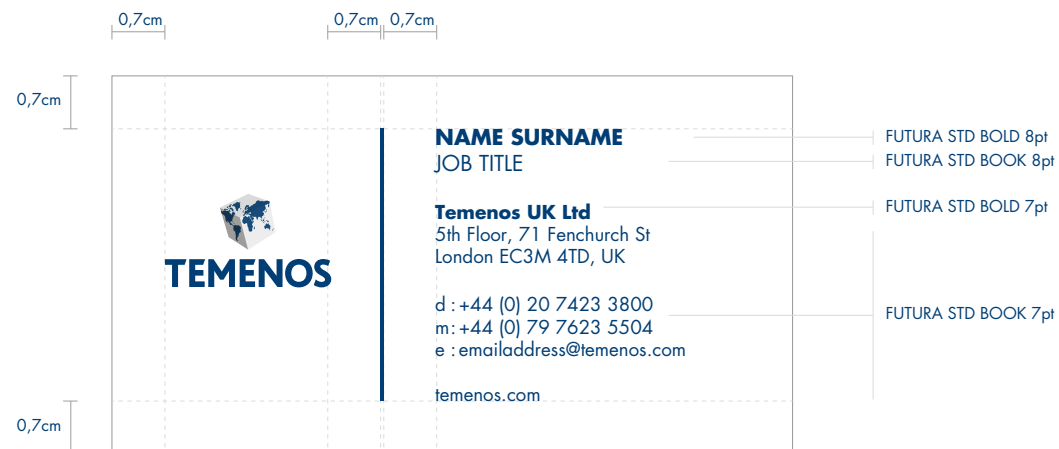 0,7cm
0,7cm
0,7cm
0,7cm
NAME SURNAME
JOB TITLE
Temenos UK Ltd
5th Floor, 71 Fenchurch St
London EC3M 4TD, UK
d : +44 (0) 20 7423 3800
m: +44 (0) 79 7623 5504
e : emailaddress@temenos.com
temenos.com
TEMENOS
FUTURA STD BOLD 8pt
FUTURA STD BOOK 8pt
FUTURA STD BOLD 7pt
FUTURA STD BOOK 7pt
0,7cm